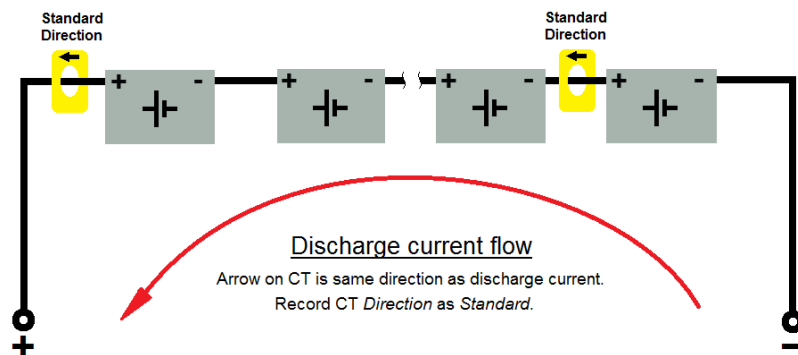 Standard
Direction
Standard
Direction
+ - + - + - + -
Discharge current flow
Arrow on CT is same direction as discharge current.
Record CT Direction as Standard.
+ -